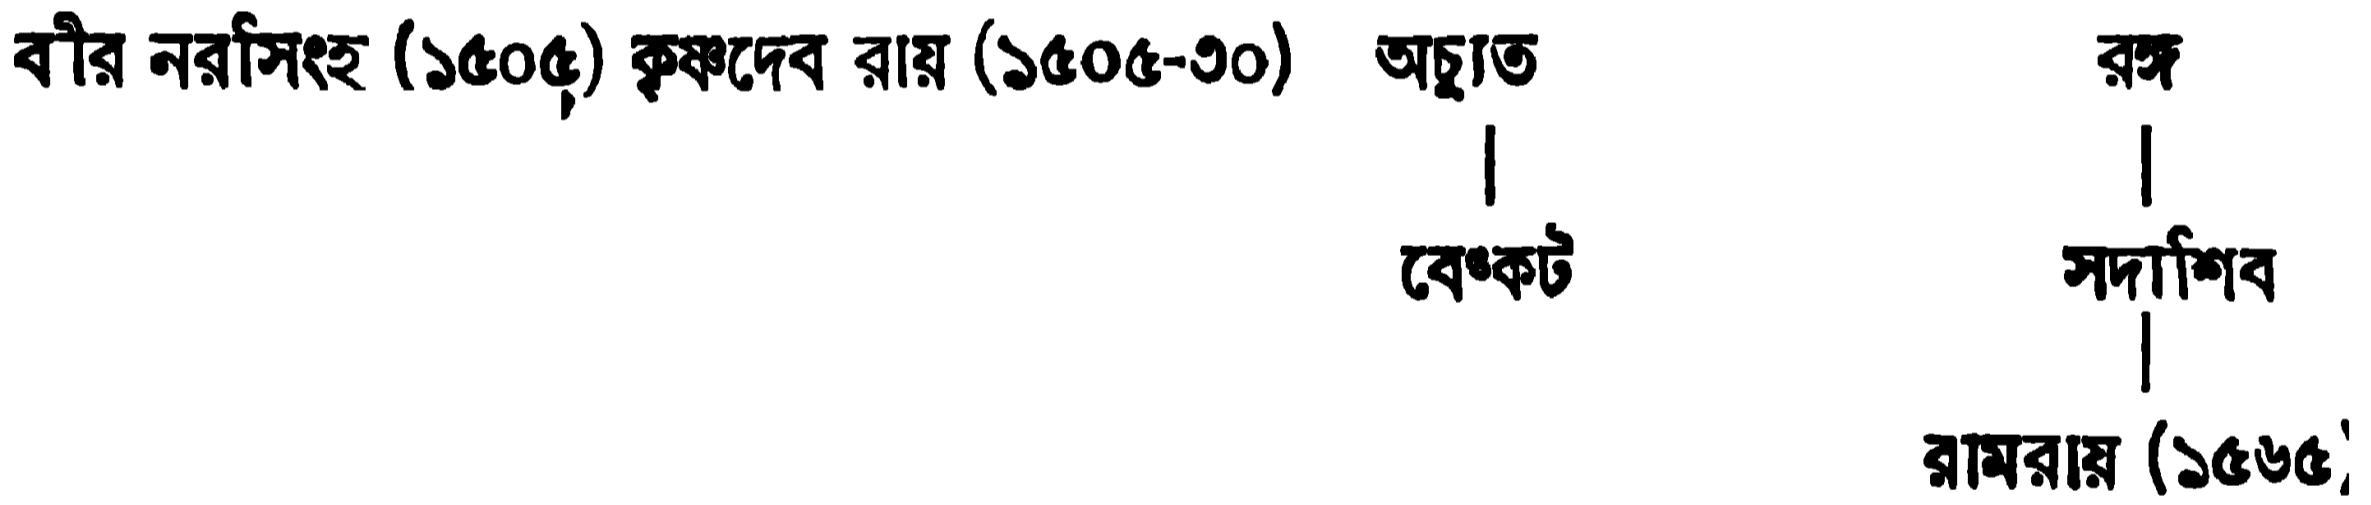 বীর নরসিংহ (১৫০৫) কৃষ্ণদেব রায় (১৫০৫-৩০) অচ্যুত রঙ্গ
বেঙ্কট সদাশিব
রামরায় (১৫৬৫)